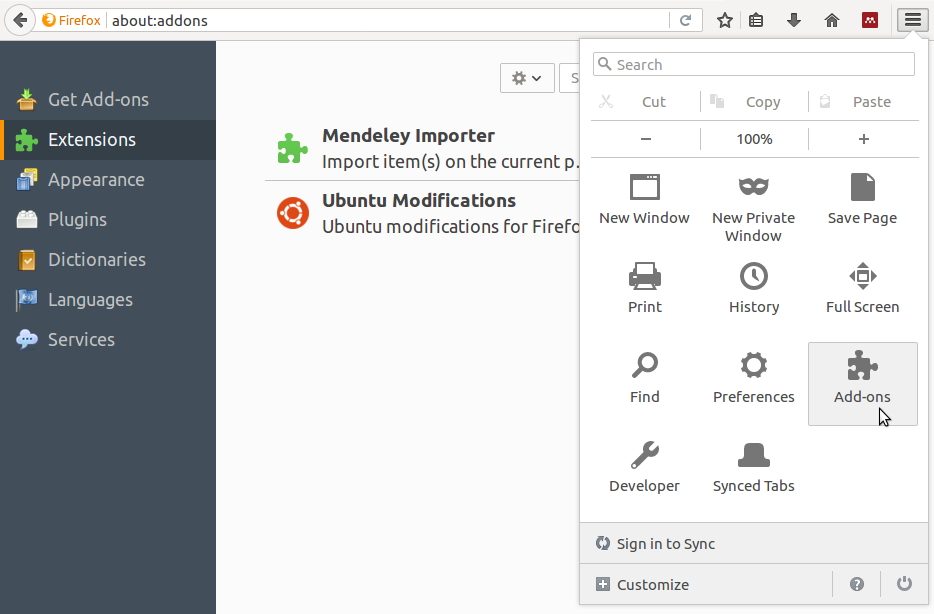 Firefox about:addons
Get Add-ons
Extensions
Appearance
Plugins
Dictionaries
Languages
Services
S
Mendeley Importer
Import item(s) on the current p.
Ubuntu Modifications
Ubuntu modifications for Firefo
Search
Cut Copy Paste
− 100% +
New Window New Private Save Page
Window
Print History Full Screen
Find Preferences Add-ons
Developer Synced Tabs
Sign in to Sync
Customize ?